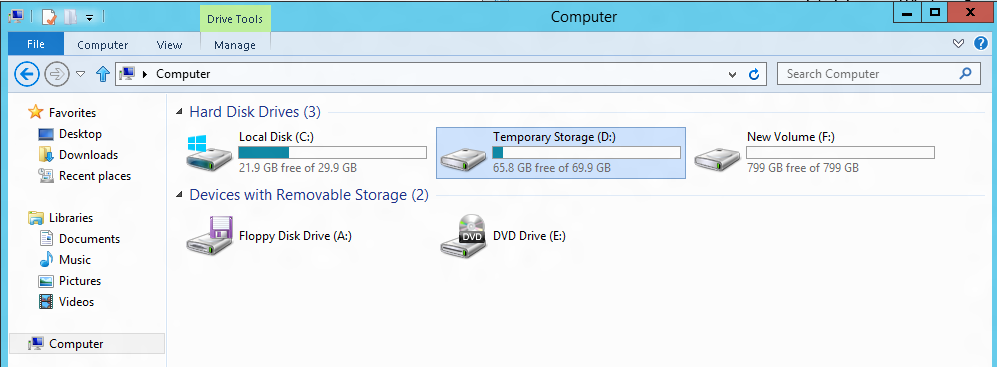 Drive Tools
Computer
File
Computer
View
Manage
Computer
Search Computer
Favorites
Desktop
Downloads
Recent places
Libraries
Documents
Music
Pictures
Videos
Computer
Hard Disk Drives (3)
Local Disk (C:)
21.9 GB free of 29.9 GB
Temporary Storage (D:)
65.8 GB free of 69.9 GB
New Volume (F:)
799 GB free of 799 GB
Devices with Removable Storage (2)
Floppy Disk Drive (A:)
DVD
DVD Drive (E:)